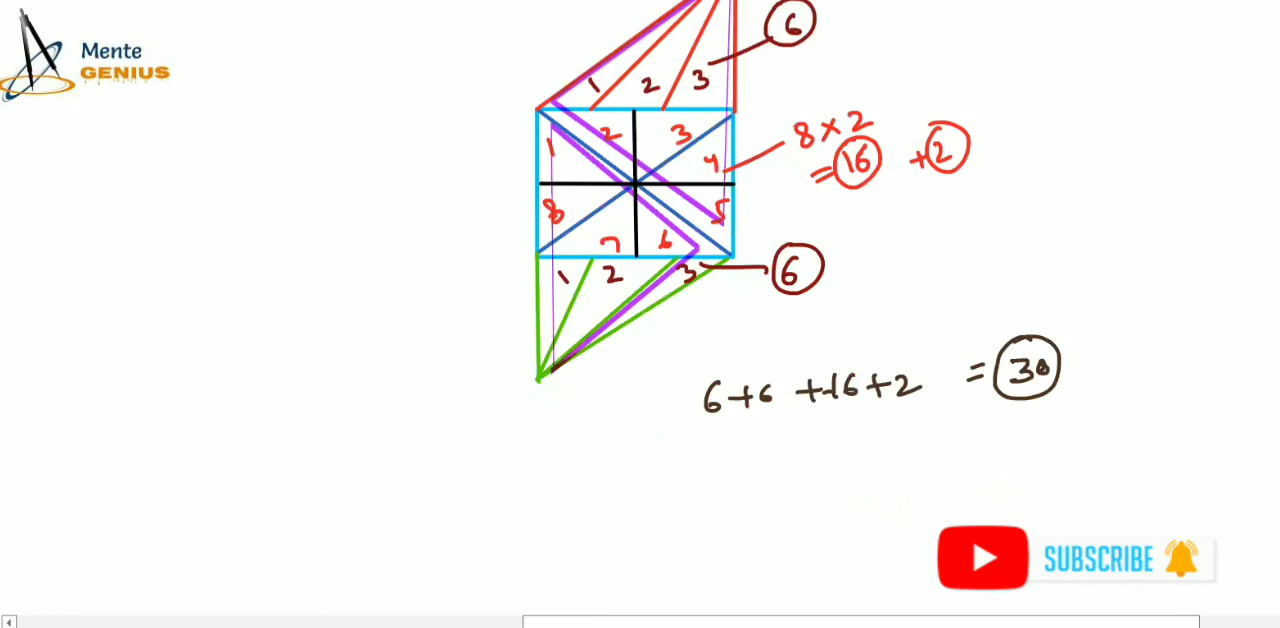 Mente
GENIUS
6
1 2 3
2 3
1 4
8 × 2
= 16 + 2
8 5
7 6
1 2 3
6
6+6 +16+2 = 30
SUBSCRIBE